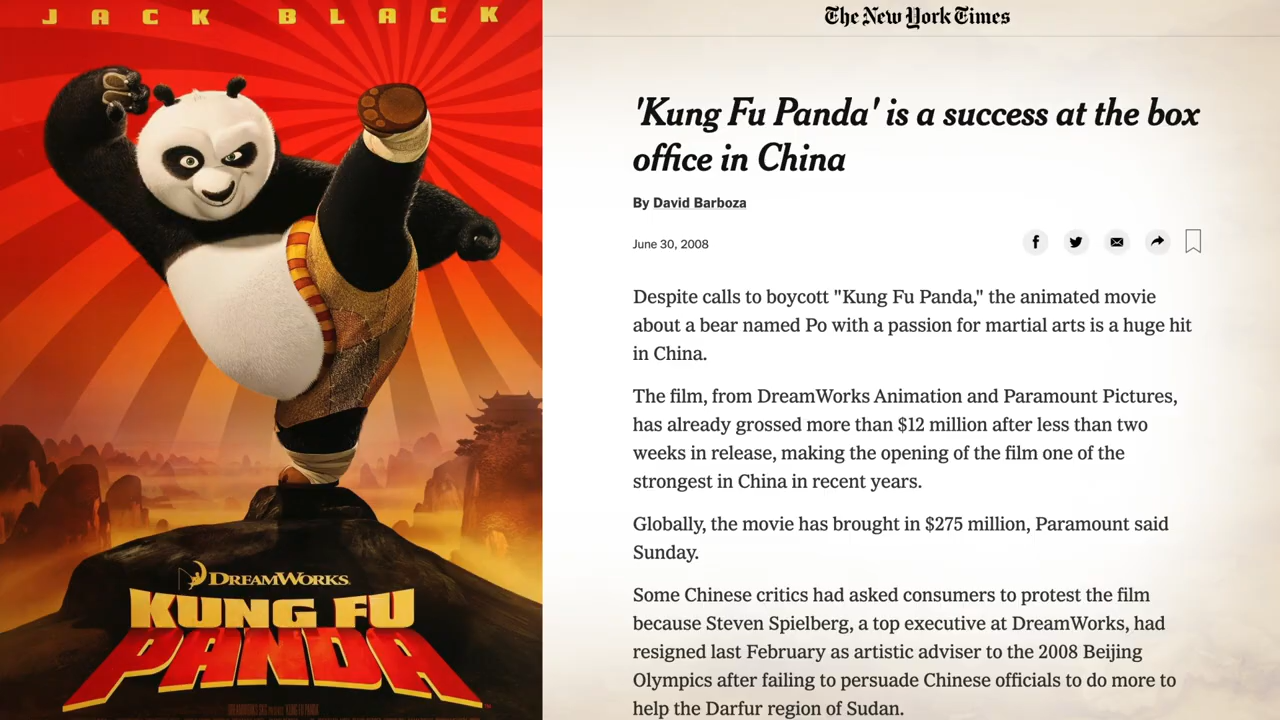 JACK BLACK
DREAMWORKS
KUNG FU
PANDA
The New York Times
'Kung Fu Panda' is a success at the box
office in China
By David Barboza
June 30, 2008
Despite calls to boycott "Kung Fu Panda," the animated movie
about a bear named Po with a passion for martial arts is a huge hit
in China.
The film, from DreamWorks Animation and Paramount Pictures,
has already grossed more than $12 million after less than two
weeks in release, making the opening of the film one of the
strongest in China in recent years.
Globally, the movie has brought in $275 million, Paramount said
Sunday.
Some Chinese critics had asked consumers to protest the film
because Steven Spielberg, a top executive at DreamWorks, had
resigned last February as artistic adviser to the 2008 Beijing
Olympics after failing to persuade Chinese officials to do more to
help the Darfur region of Sudan.